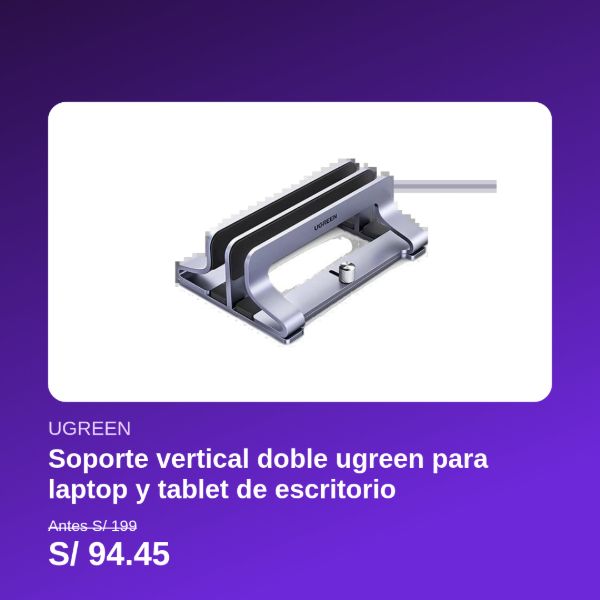 UGREEN
UGREEN
Soporte vertical doble ugreen para
laptop y tablet de escritorio
Antes S/ 199
S/ 94.45